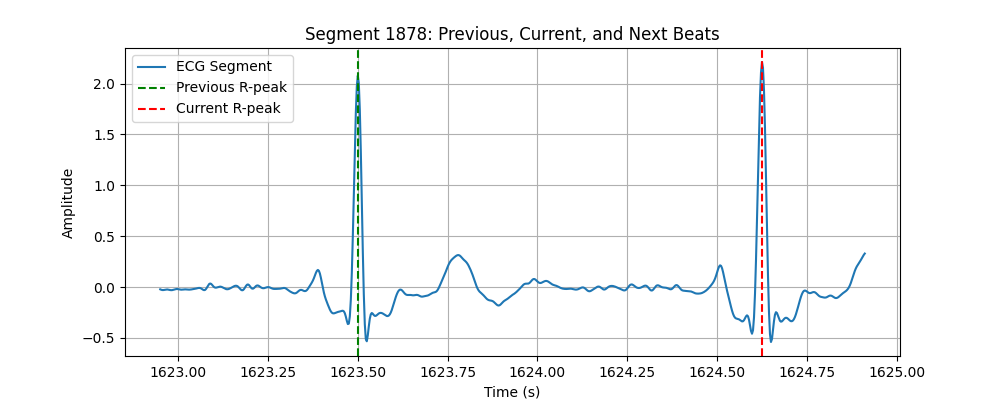 Segment 1878: Previous, Current, and Next Beats
ECG Segment
Previous R-peak
Current R-peak
Amplitude
2.0
1.5
1.0
0.5
0.0
−0.5
1623.00 1623.25 1623.50 1623.75 1624.00 1624.25 1624.50 1624.75 1625.00
Time (s)